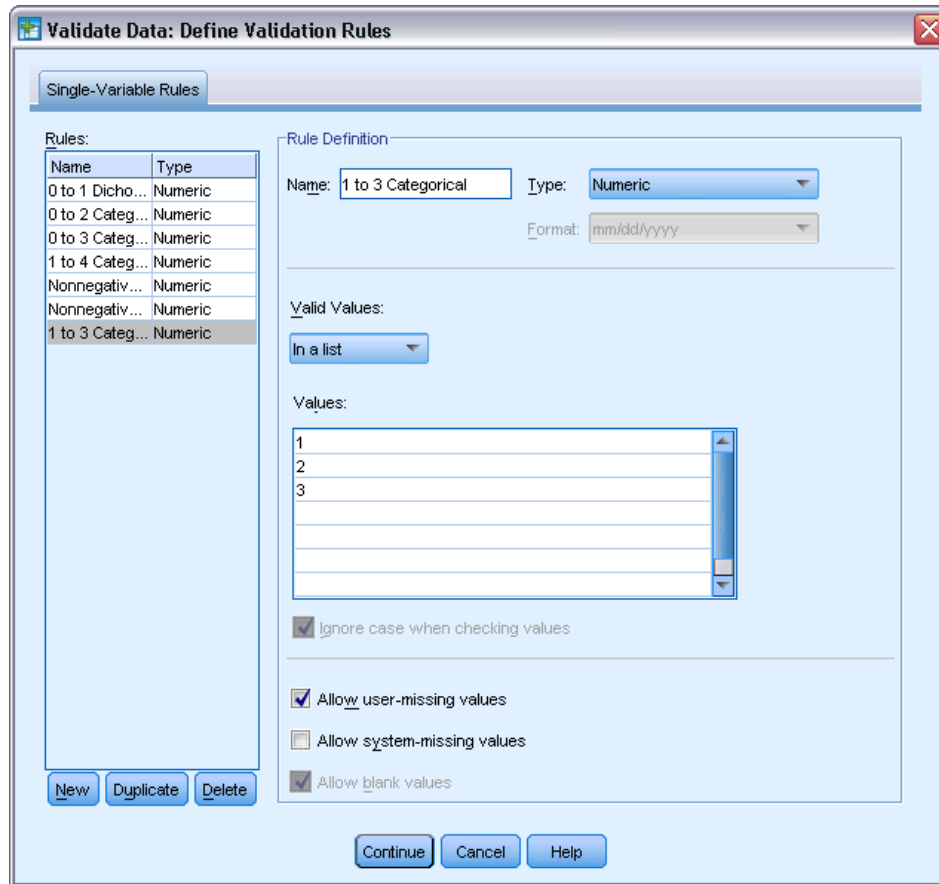 Validate Data: Define Validation Rules
Single-Variable Rules
Rules:
Name Type
0 to 1 Dicho... Numeric
0 to 2 Categ... Numeric
0 to 3 Categ... Numeric
1 to 4 Categ... Numeric
Nonnegativ... Numeric
Nonnegativ... Numeric
1 to 3 Categ... Numeric
New Duplicate Delete
Rule Definition
Name: 1 to 3 Categorical Type: Numeric
Format: mm/dd/yyyy
Valid Values:
In a list
Values:
1
2
3
Ignore case when checking values
Allow user-missing values
Allow system-missing values
Allow blank values
Continue Cancel Help